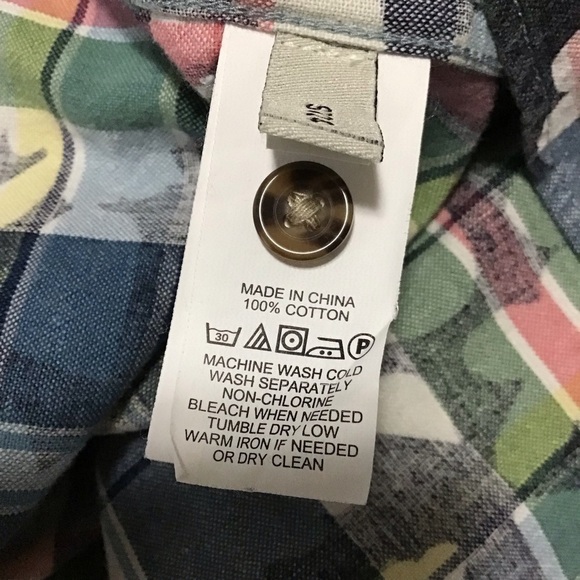 MADE IN CHINA
100% COTTON
30
P
MACHINE WASH COLD
WASH SEPARATELY
NON-CHLORINE
BLEACH WHEN NEEDED
TUMBLE DRY LOW
WARM IRON IF NEEDED
OR DRY CLEAN